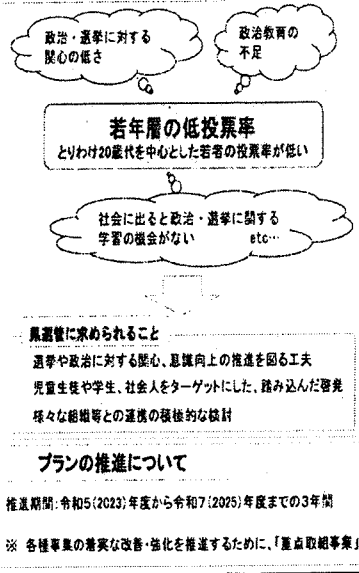 政治・選挙に対する
関心の低さ
政治教育の
不足
若年層の低投票率
とりわけ20歳代を中心とした若者の投票率が低い
社会に出ると政治・選挙に関する
学習の機会がない etc…
県選管に求められること
選挙や政治に対する関心、意識向上の推進を図る工夫
児童生徒や学生、社会人をターゲットにした、踏み込んだ啓発
様々な組織等との連携の積極的な検討
プランの推進について
推進期間:令和5(2023)年度から令和7(2025)年度までの3年間
※ 各種事業の着実な改善・強化を推進するために、「重点取組事業」